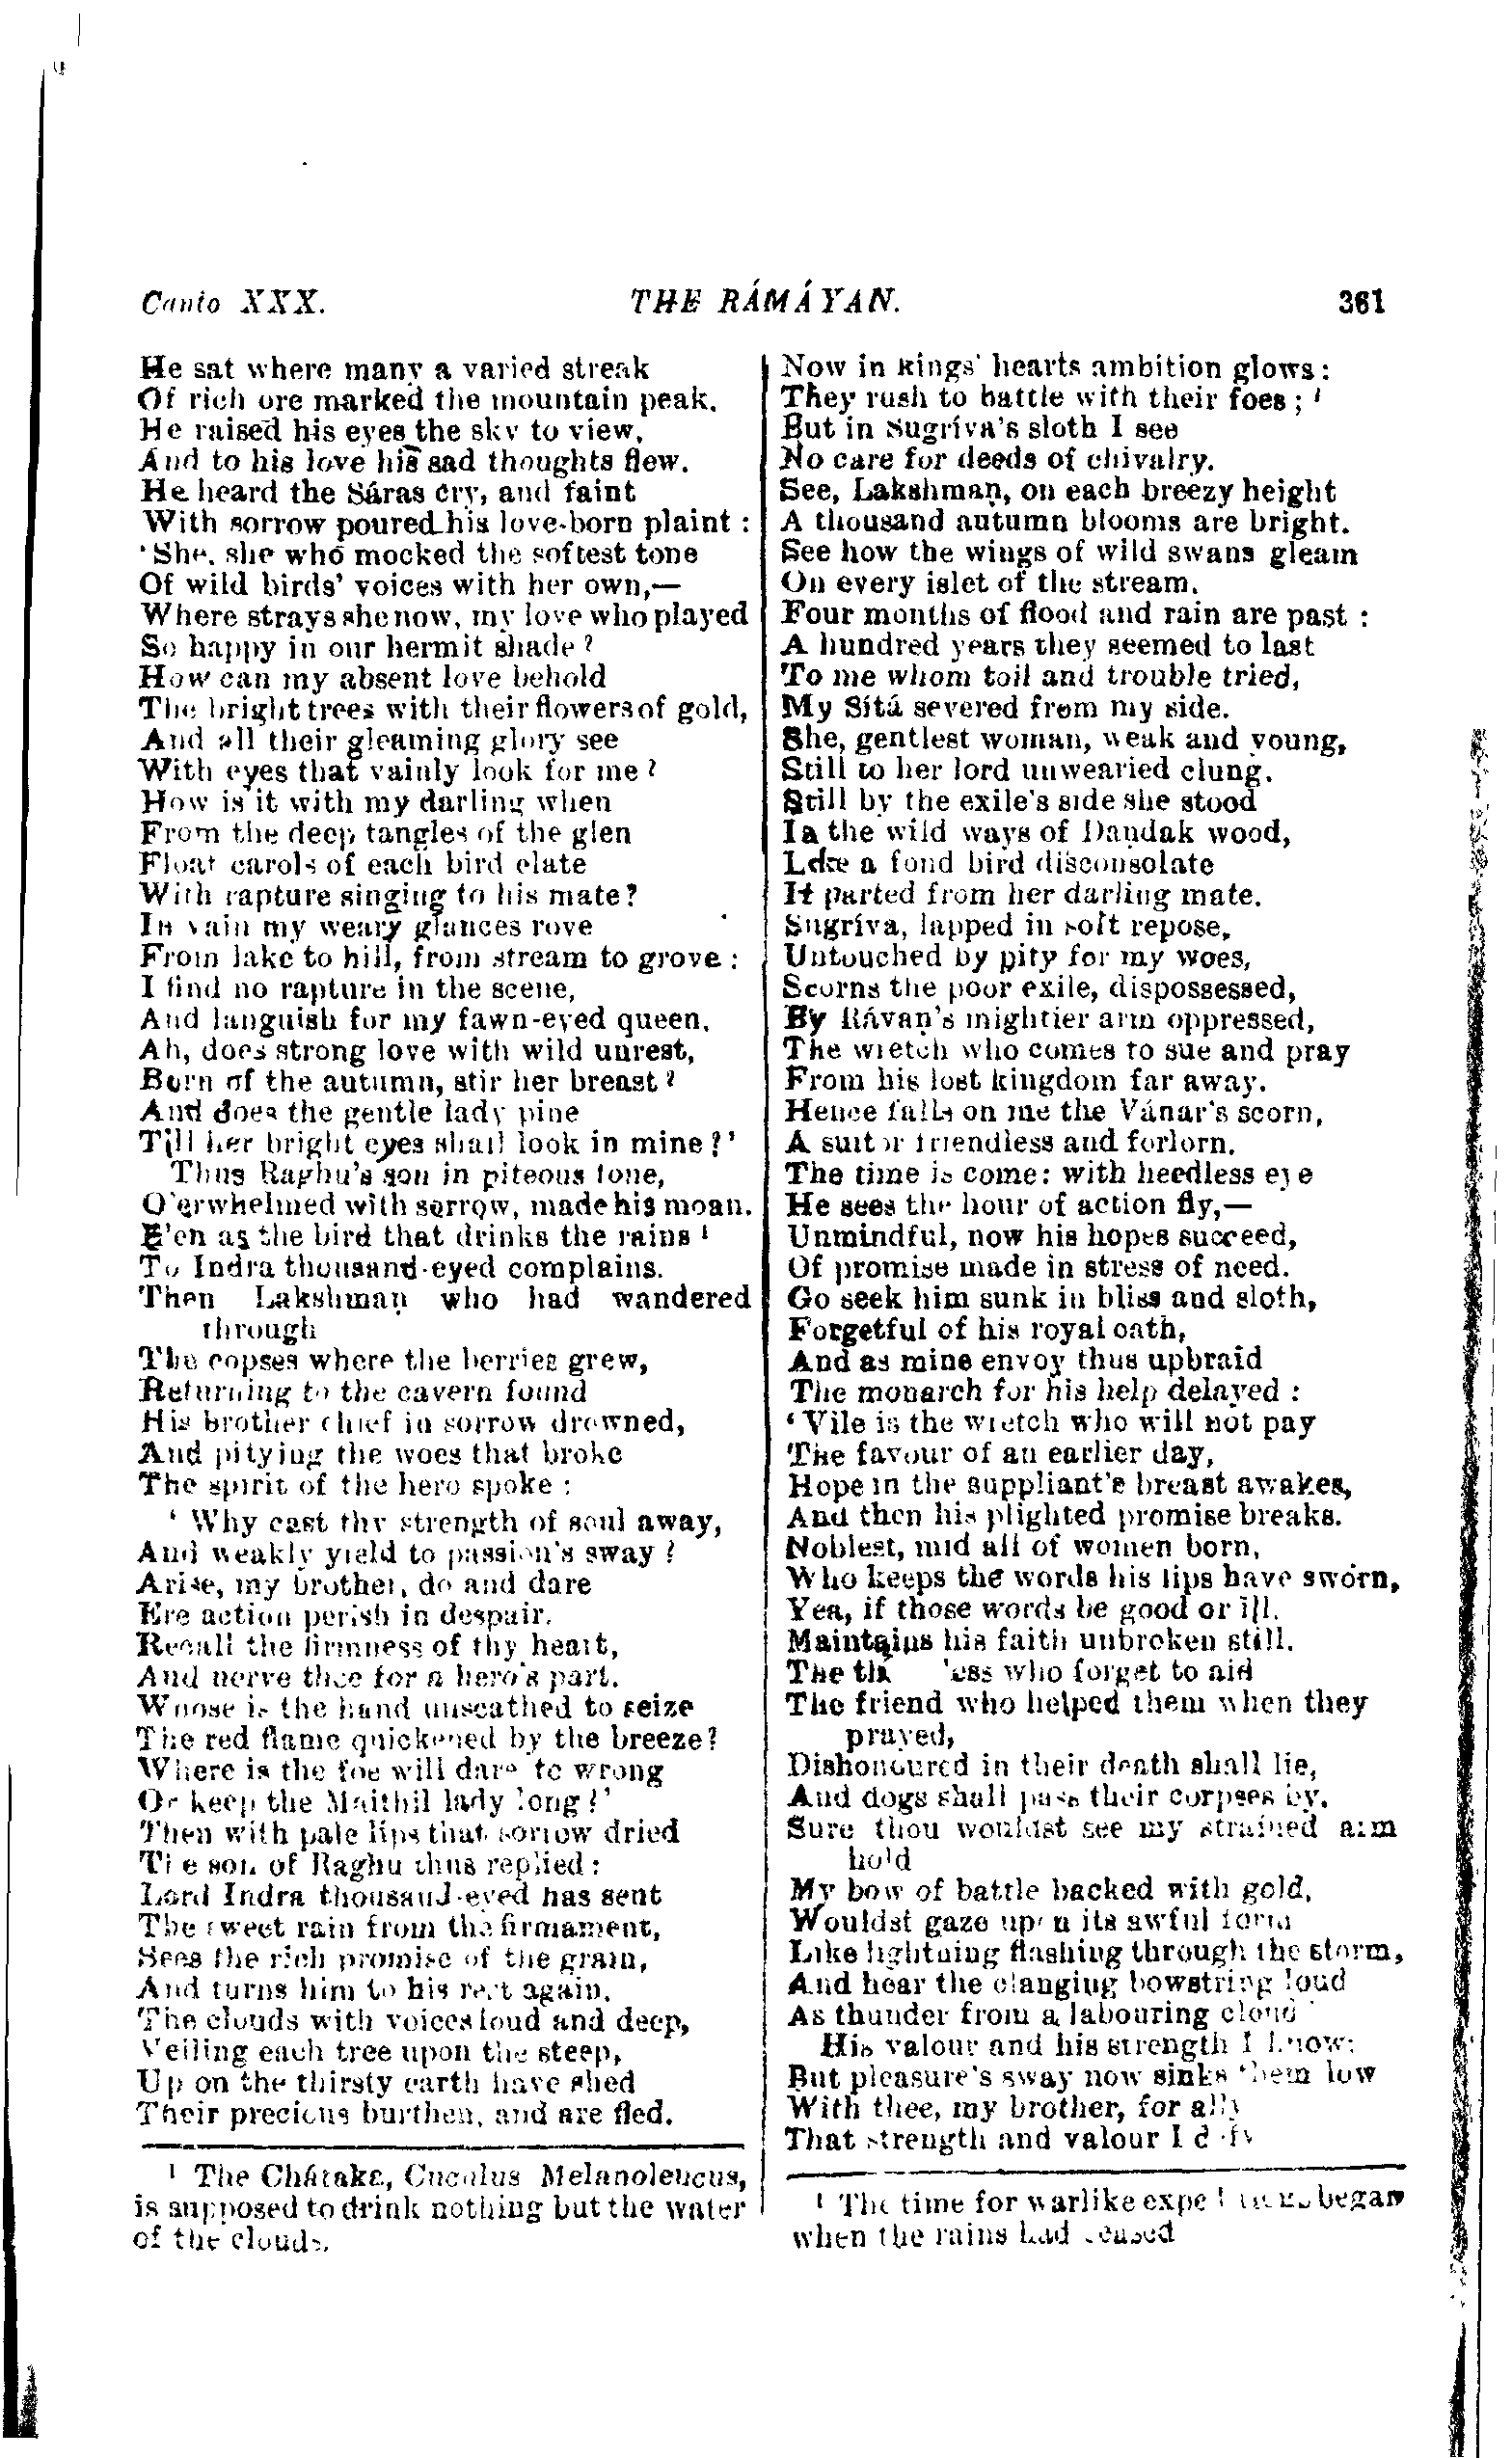 Canto XXX.
THE RÁMÁYAN.
361
He sat where many a varied streak
Of rich ore marked the mountain peak.
He raised his eyes the sky to view,
And to his love his sad thoughts flew.
He heard the Sáras cry, and faint
With sorrow poured his love-born plaint:
'She, she who mocked the softest tone
Of wild birds' voices with her own,—
Where strays she now, my love who played
So happy in our hermit shade?
How can my absent love behold
The bright trees with their flowers of gold,
And all their gleaming glory see
With eyes that vainly look for me?
How is it with my darling when
From the deep tangles of the glen
Float carols of each bird elate
With rapture singing to his mate?
In vain my weary glances rove
From lake to hill, from stream to grove:
I find no rapture in the scene,
And languish for my fawn-eyed queen.
Ah, does strong love with wild unrest,
Born of the autumn, stir her breast?
And does the gentle lady pine
Till her bright eyes shall look in mine?'
Thus Raghu's son in piteous tone,
O'erwhelmed with sorrow, made his moan.
E'en as the bird that drinks the rains ¹
To Indra thousand-eyed complains.
Then Lakshmaṇ who had wandered
through
The copses where the berries grew,
Returning to the cavern found
His brother chief in sorrow drowned,
And pitying the woes that broke
The spirit of the hero spoke:
'Why cast thy strength of soul away,
And weakly yield to passion's sway?
Arise, my brother, do and dare
Ere action perish in despair.
Recall the firmness of thy heart,
And nerve thee for a hero's part.
Whose is the hand unscathed to seize
The red flame quickened by the breeze?
Where is the foe will dare to wrong
Or keep the Maithil lady long?'
Then with pale lips that sorrow dried
The son of Raghu thus replied:
Lord Indra thousand-eyed has sent
The sweet rain from the firmament,
Sees the rich promise of the grain,
And turns him to his rest again.
The clouds with voices loud and deep,
Veiling each tree upon the steep,
Up on the thirsty earth have shed
Their precious burthen, and are fled.
¹ The Chátaka, Cuculus Melanoleucus,
is supposed to drink nothing but the water
of the clouds.
Now in kings' hearts ambition glows:
They rush to battle with their foes; ¹
But in Sugríva's sloth I see
No care for deeds of chivalry.
See, Lakshmaṇ, on each breezy height
A thousand autumn blooms are bright.
See how the wings of wild swans gleam
On every islet of the stream.
Four months of flood and rain are past:
A hundred years they seemed to last
To me whom toil and trouble tried,
My Sítá severed from my side.
She, gentlest woman, weak and young,
Still to her lord unwearied clung.
Still by the exile's side she stood
In the wild ways of Daṇḍak wood,
Like a fond bird disconsolate
If parted from her darling mate.
Sugríva, lapped in soft repose,
Untouched by pity for my woes,
Scorns the poor exile, dispossessed,
By Rávaṇ's mightier arm oppressed,
The wretch who comes to sue and pray
From his lost kingdom far away.
Hence falls on me the Vánar's scorn,
A suitor friendless and forlorn.
The time is come: with heedless eye
He sees the hour of action fly,—
Unmindful, now his hopes succeed,
Of promise made in stress of need.
Go seek him sunk in bliss and sloth,
Forgetful of his royal oath,
And as mine envoy thus upbraid
The monarch for his help delayed:
'Vile is the wretch who will not pay
The favour of an earlier day,
Hope in the suppliant's breast awakes,
And then his plighted promise breaks.
Noblest, mid all of women born,
Who keeps the words his lips have sworn,
Yea, if those words be good or ill,
Maintains his faith unbroken still.
The who forget to aid
The friend who helped them when they
prayed,
Dishonoured in their death shall lie,
And dogs shall pass their corpses by.
Sure thou wouldst see my strained arm
hold
My bow of battle backed with gold,
Wouldst gaze upon its awful form
Like lightning flashing through the storm,
And hear the clanging bowstring loud
As thunder from a labouring cloud
His valour and his strength I know:
But pleasure's sway now sinks them low
With thee, my brother, for ally
That strength and valour I defy
¹ The time for warlike began
when the rains had ceased